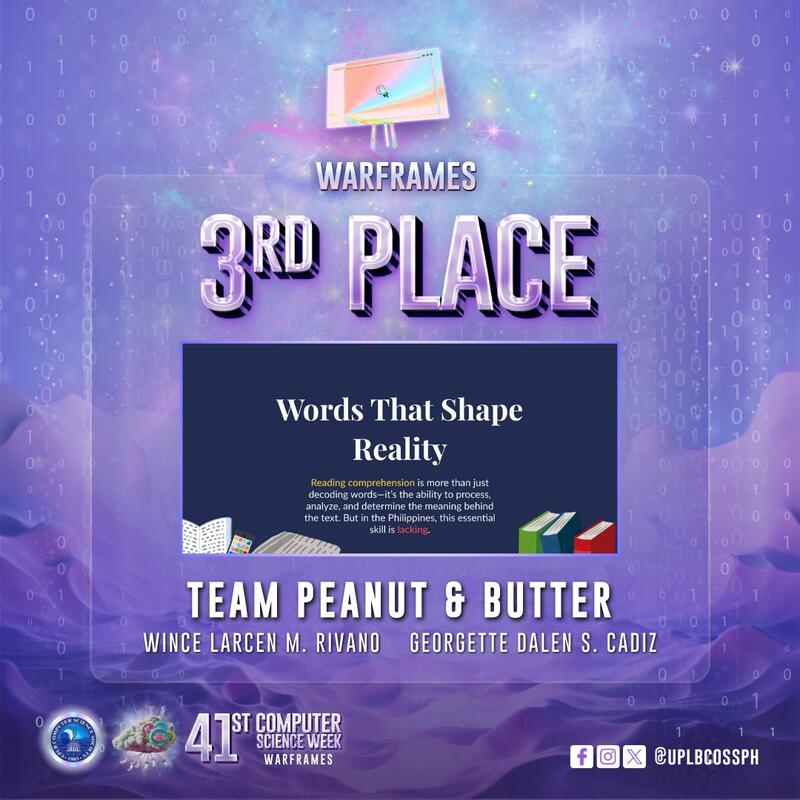 WARFRAMES
3RD PLACE
Words That Shape
Reality
Reading comprehension is more than just
decoding words—it's the ability to process,
analyze, and determine the meaning behind
the text. But in the Philippines, this essential
skill is lacking.
TEAM PEANUT & BUTTER
WINCE LARCEN M. RIVANO GEORGETTE DALEN S. CADIZ
41ST COMPUTER
SCIENCE WEEK
WARFRAMES
@UPLBCOSSPH